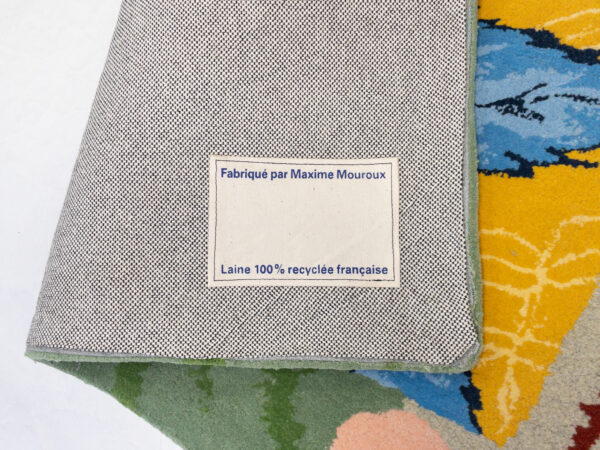 Fabriqué par Maxime Mouroux
Laine 100% recyclée française